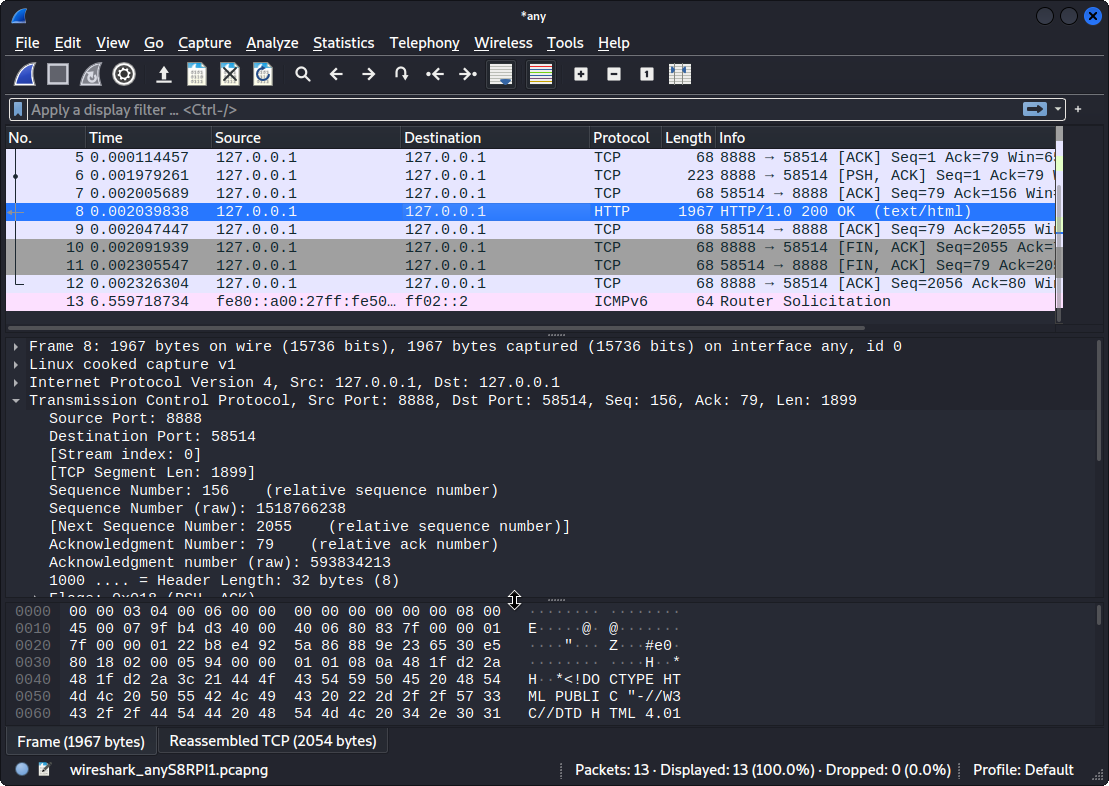 *any
File Edit View Go Capture Analyze Statistics Telephony Wireless Tools Help
Apply a display filter … <Ctrl-/>
No. Time Source Destination Protocol Length Info
5 0.000114457 127.0.0.1 127.0.0.1 TCP 68 8888 → 58514 [ACK] Seq=1 Ack=79 Win=6
6 0.001979261 127.0.0.1 127.0.0.1 TCP 223 8888 → 58514 [PSH, ACK] Seq=1 Ack=79
7 0.002005689 127.0.0.1 127.0.0.1 TCP 68 58514 → 8888 [ACK] Seq=79 Ack=156 Win=
8 0.002039838 127.0.0.1 127.0.0.1 HTTP 1967 HTTP/1.0 200 OK (text/html)
9 0.002047447 127.0.0.1 127.0.0.1 TCP 68 58514 → 8888 [ACK] Seq=79 Ack=2055 Wi
10 0.002091939 127.0.0.1 127.0.0.1 TCP 68 8888 → 58514 [FIN, ACK] Seq=2055 Ack=
11 0.002305547 127.0.0.1 127.0.0.1 TCP 68 58514 → 8888 [FIN, ACK] Seq=79 Ack=20
12 0.002326304 127.0.0.1 127.0.0.1 TCP 68 8888 → 58514 [ACK] Seq=2056 Ack=80 Wi
13 6.559718734 fe80::a00:27ff:fe50… ff02::2 ICMPv6 64 Router Solicitation
Frame 8: 1967 bytes on wire (15736 bits), 1967 bytes captured (15736 bits) on interface any, id 0
Linux cooked capture v1
Internet Protocol Version 4, Src: 127.0.0.1, Dst: 127.0.0.1
Transmission Control Protocol, Src Port: 8888, Dst Port: 58514, Seq: 156, Ack: 79, Len: 1899
Source Port: 8888
Destination Port: 58514
[Stream index: 0]
[TCP Segment Len: 1899]
Sequence Number: 156 (relative sequence number)
Sequence Number (raw): 1518766238
[Next Sequence Number: 2055 (relative sequence number)]
Acknowledgment Number: 79 (relative ack number)
Acknowledgment number (raw): 593834213
1000 .... = Header Length: 32 bytes (8)
Flags: 0x018 (PSH, ACK)
0000 00 00 03 04 00 06 00 00 00 00 00 00 00 00 08 00 ········ ········
0010 45 00 07 9f b4 d3 40 00 40 06 80 83 7f 00 00 01 E·····@· @·······
0020 7f 00 00 01 22 b8 e4 92 5a 86 88 9e 23 65 30 e5 ····"··· Z···#e0·
0030 80 18 02 00 05 94 00 00 01 01 08 0a 48 1f d2 2a ········ ····H··*
0040 48 1f d2 2a 3c 21 44 4f 43 54 59 50 45 20 48 54 H··*<!DO CTYPE HT
0050 4d 4c 20 50 55 42 4c 49 43 20 22 2d 2f 2f 57 33 ML PUBLI C "-//W3
0060 43 2f 2f 44 54 44 20 48 54 4d 4c 20 34 2e 30 31 C//DTD H TML 4.01
Frame (1967 bytes) Reassembled TCP (2054 bytes)
wireshark_anyS8RPI1.pcapng Packets: 13 · Displayed: 13 (100.0%) · Dropped: 0 (0.0%) Profile: Default